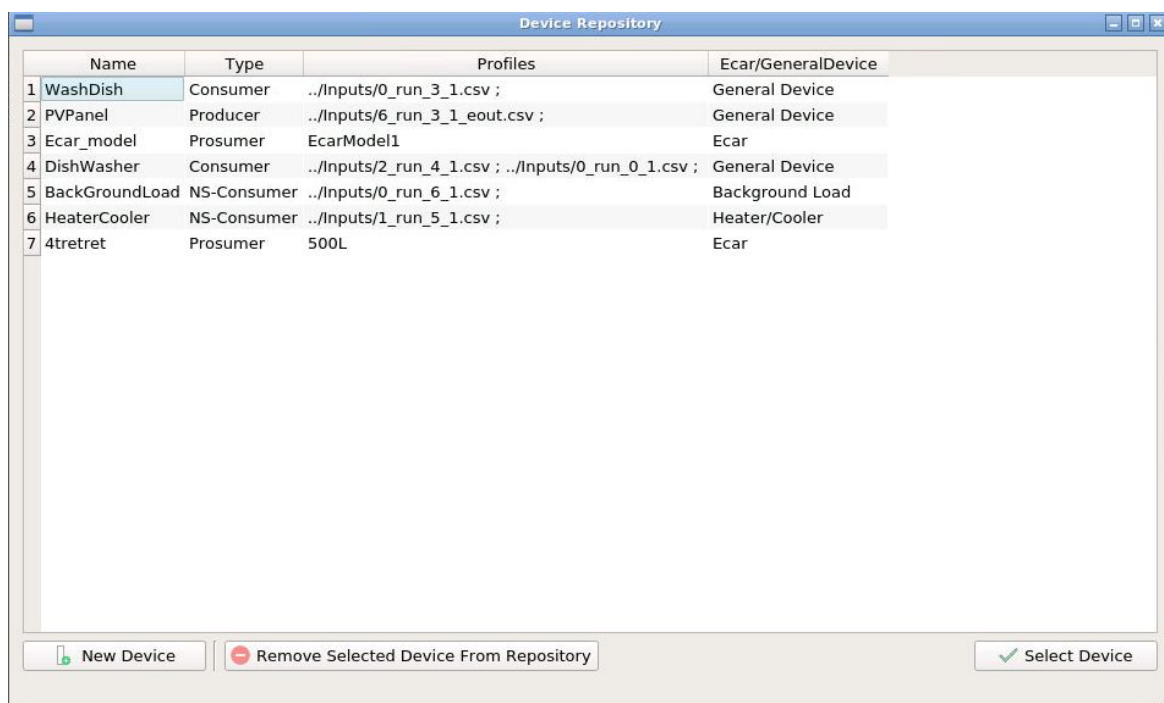 Device Repository
Name Type Profiles Ecar/GeneralDevice
1 WashDish Consumer ../Inputs/0_run_3_1.csv ; General Device
2 PVPanel Producer ../Inputs/6_run_3_1_eout.csv ; General Device
3 Ecar_model Prosumer EcarModel1 Ecar
4 DishWasher Consumer ../Inputs/2_run_4_1.csv ; ../Inputs/0_run_0_1.csv ; General Device
5 BackGroundLoad NS-Consumer ../Inputs/0_run_6_1.csv ; Background Load
6 HeaterCooler NS-Consumer ../Inputs/1_run_5_1.csv ; Heater/Cooler
7 4tretret Prosumer 500L Ecar
New Device Remove Selected Device From Repository Select Device